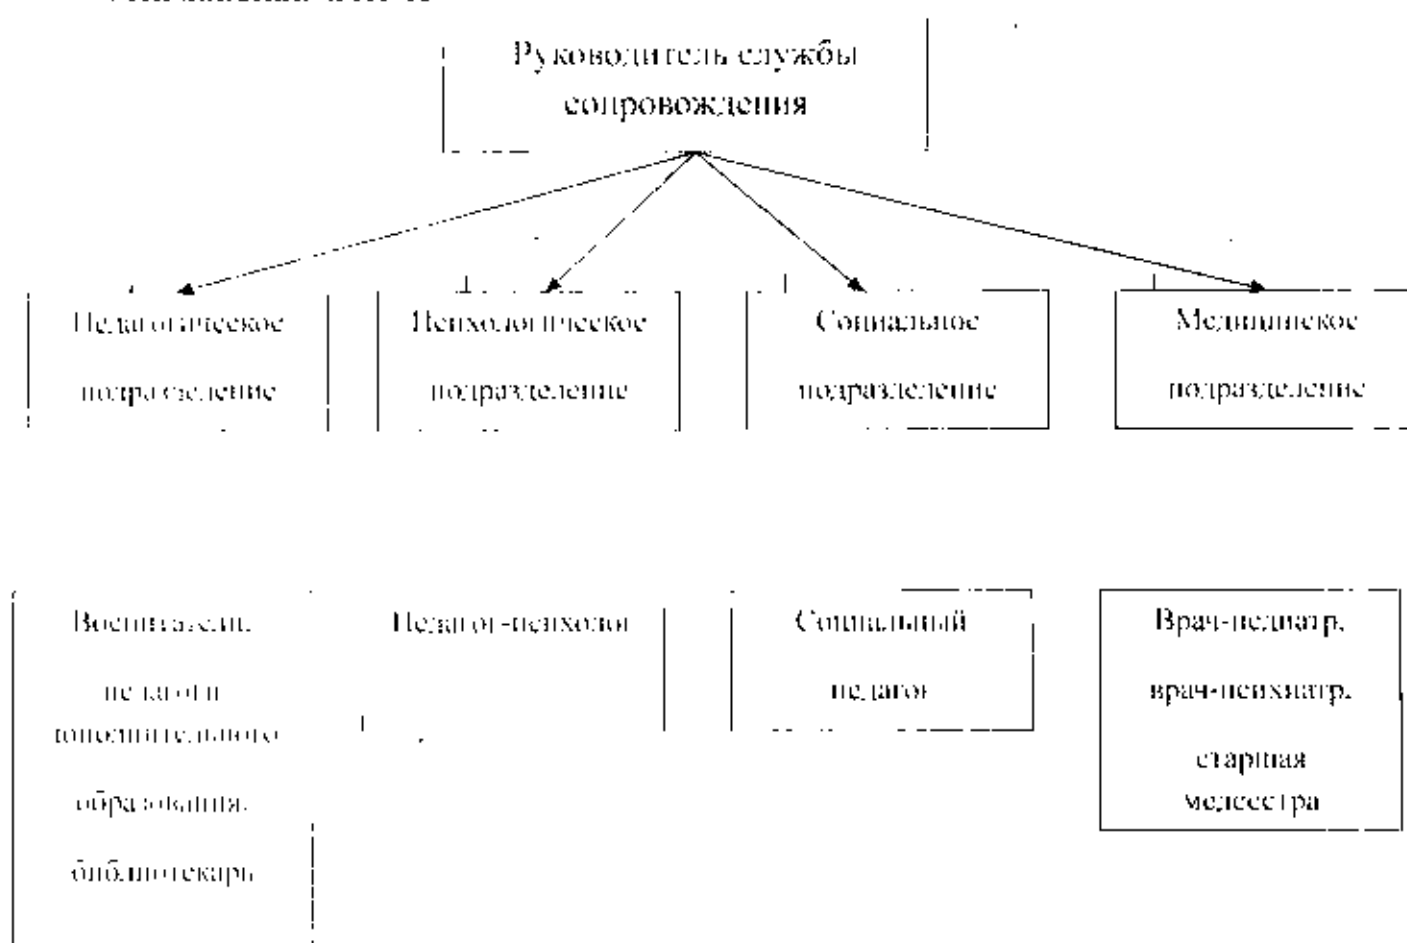 Руководитель службы
сопровождения
Педагогическое
подразделение
Психологическое
подразделение
Социальное
подразделение
Медицинское
подразделение
Воспитатели,
педагоги
дополнительного
образования,
библиотекарь
Педагог-психолог
Социальный
педагог
Врач-педиатр,
врач-психиатр,
старшая
медсестра